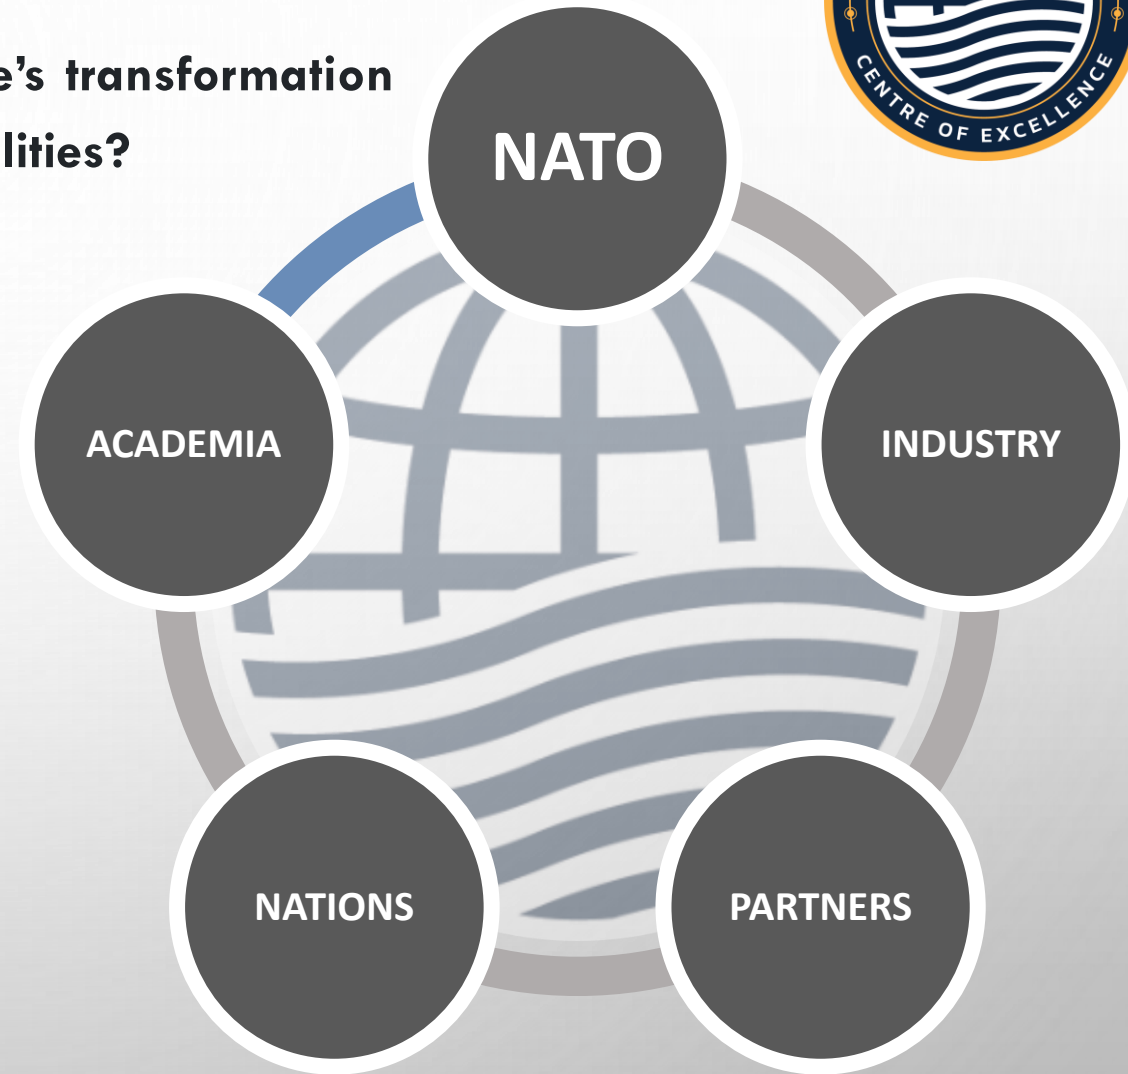 e's transformation
lities?
CENTRE OF EXCELLENCE
NATO
ACADEMIA
INDUSTRY
NATIONS
PARTNERS